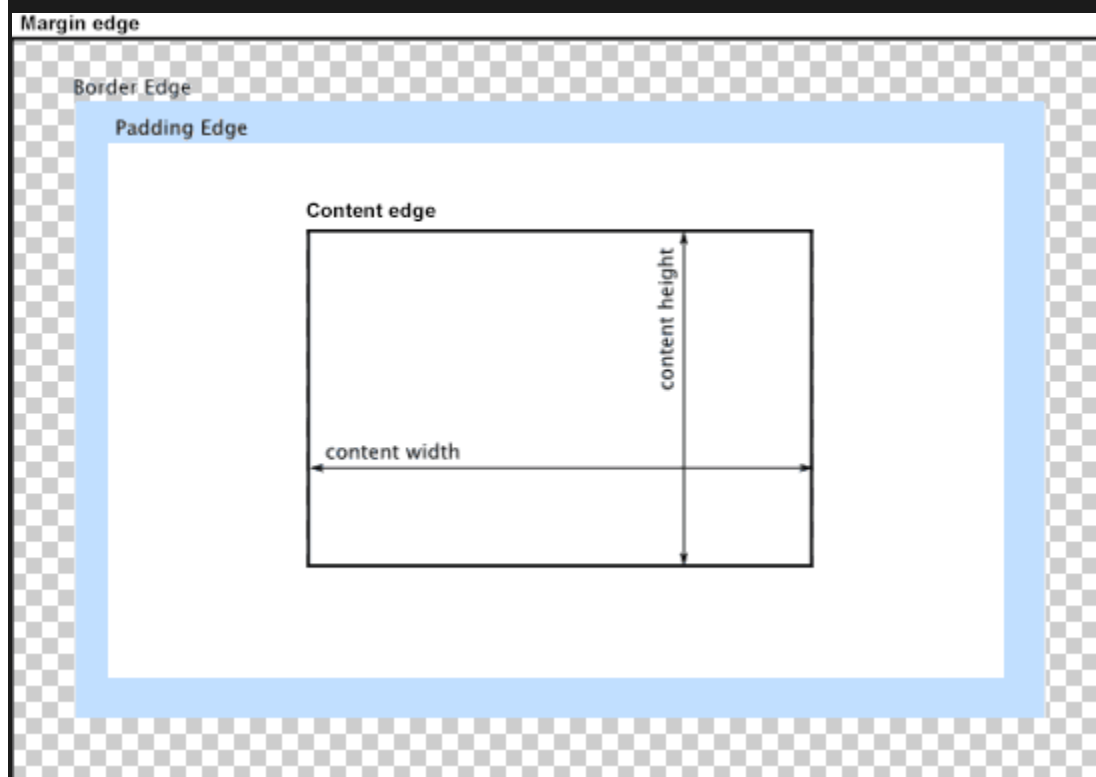 Margin edge
Border Edge
Padding Edge
Content edge
content height
content width